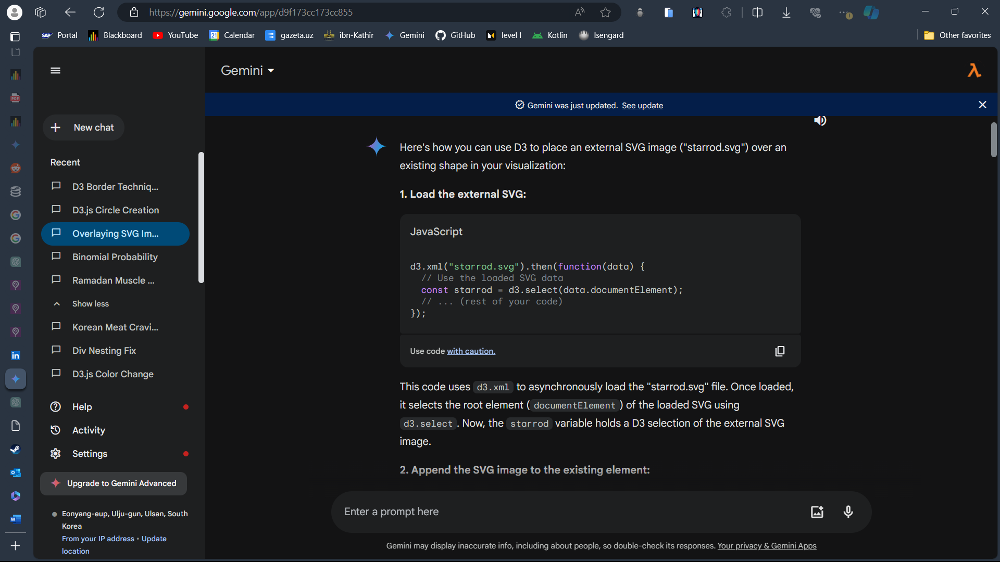 https://gemini.google.com/app/d9f173cc173cc855
SAP Portal
Blackboard
YouTube
21 Calendar
gazeta.uz
ibn-Kathir
Gemini
GitHub
level I
Kotlin
Isengard
Other favorites
Gemini
Gemini was just updated. See update
New chat
Recent
D3 Border Techniq...
D3.js Circle Creation
Overlaying SVG Im...
Binomial Probability
Ramadan Muscle ...
Show less
Korean Meat Cravi...
Div Nesting Fix
D3.js Color Change
Help
Activity
Settings
Upgrade to Gemini Advanced
Eonyang-eup, Ulju-gun, Ulsan, South
Korea
From your IP address • Update
location
Here's how you can use D3 to place an external SVG image ("starrod.svg") over an
existing shape in your visualization:
1. Load the external SVG:
JavaScript
d3.xml("starrod.svg").then(function(data) {
// Use the loaded SVG data
const starrod = d3.select(data.documentElement);
// ... (rest of your code)
});
Use code with caution.
This code uses d3.xml to asynchronously load the "starrod.svg" file. Once loaded,
it selects the root element ( documentElement ) of the loaded SVG using
d3.select . Now, the starrod variable holds a D3 selection of the external SVG
image.
2. Append the SVG image to the existing element:
Enter a prompt here
Gemini may display inaccurate info, including about people, so double-check its responses. Your privacy & Gemini Apps
PDF
in